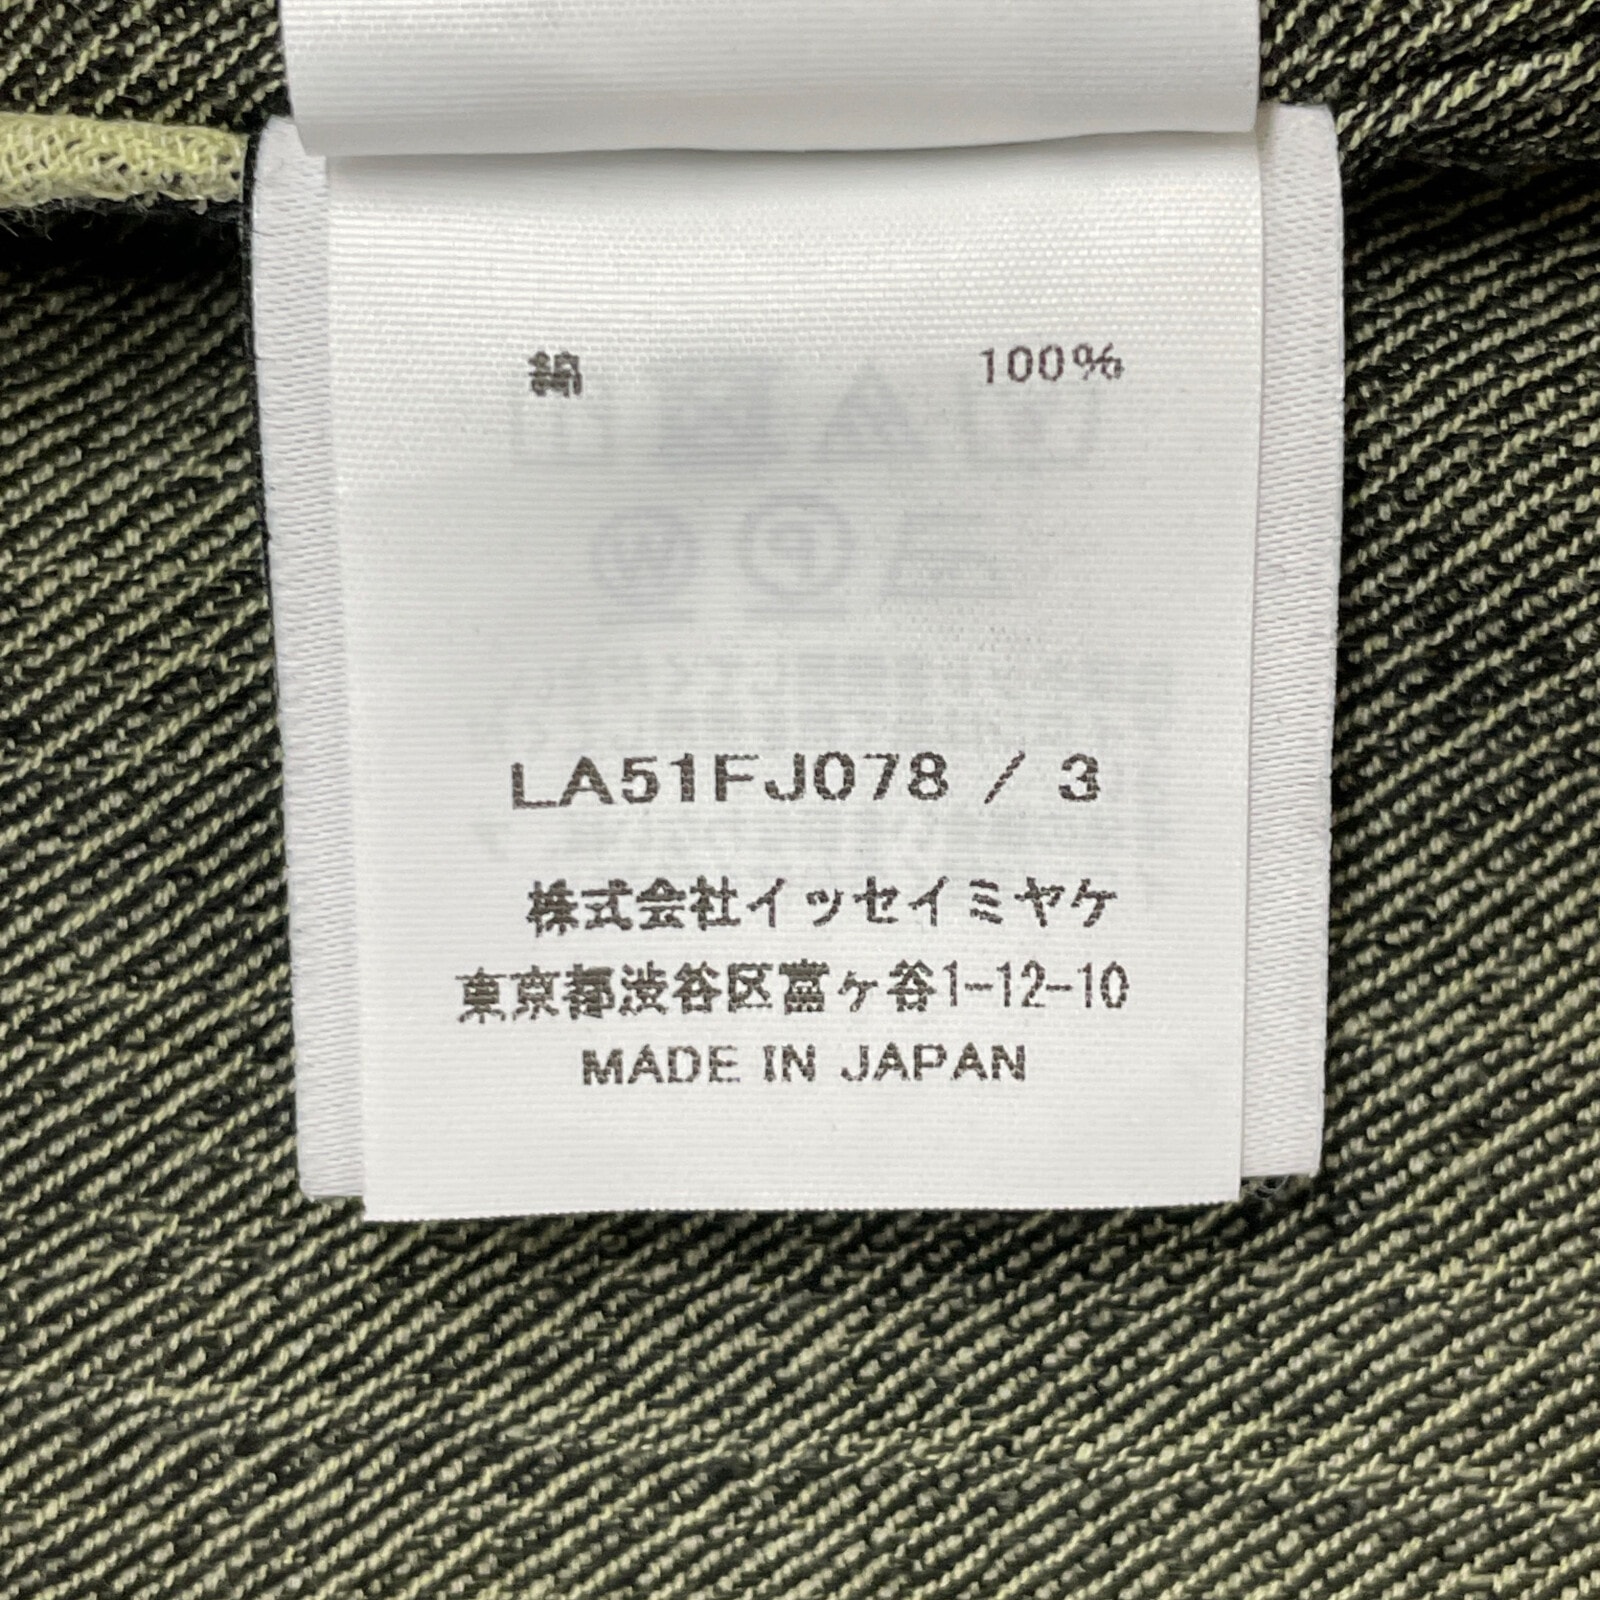 綿 100%
LA51FJ078 / 3
株式会社イッセイミヤケ
東京都渋谷区富ヶ谷1-12-10
MADE IN JAPAN